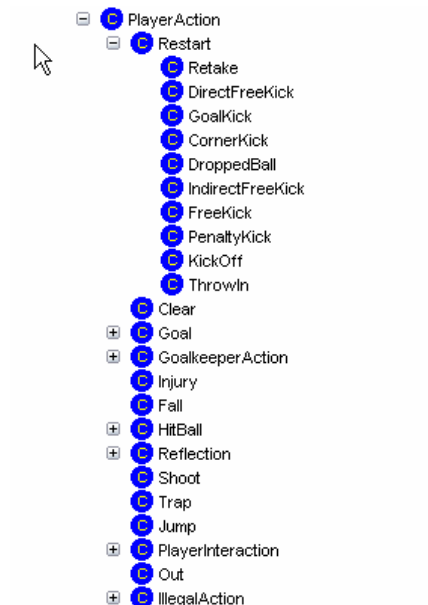 PlayerAction
Restart
Retake
DirectFreeKick
GoalKick
CornerKick
DroppedBall
IndirectFreeKick
FreeKick
PenaltyKick
KickOff
ThrowIn
Clear
Goal
GoalkeeperAction
Injury
Fall
HitBall
Reflection
Shoot
Trap
Jump
PlayerInteraction
Out
IllegalAction